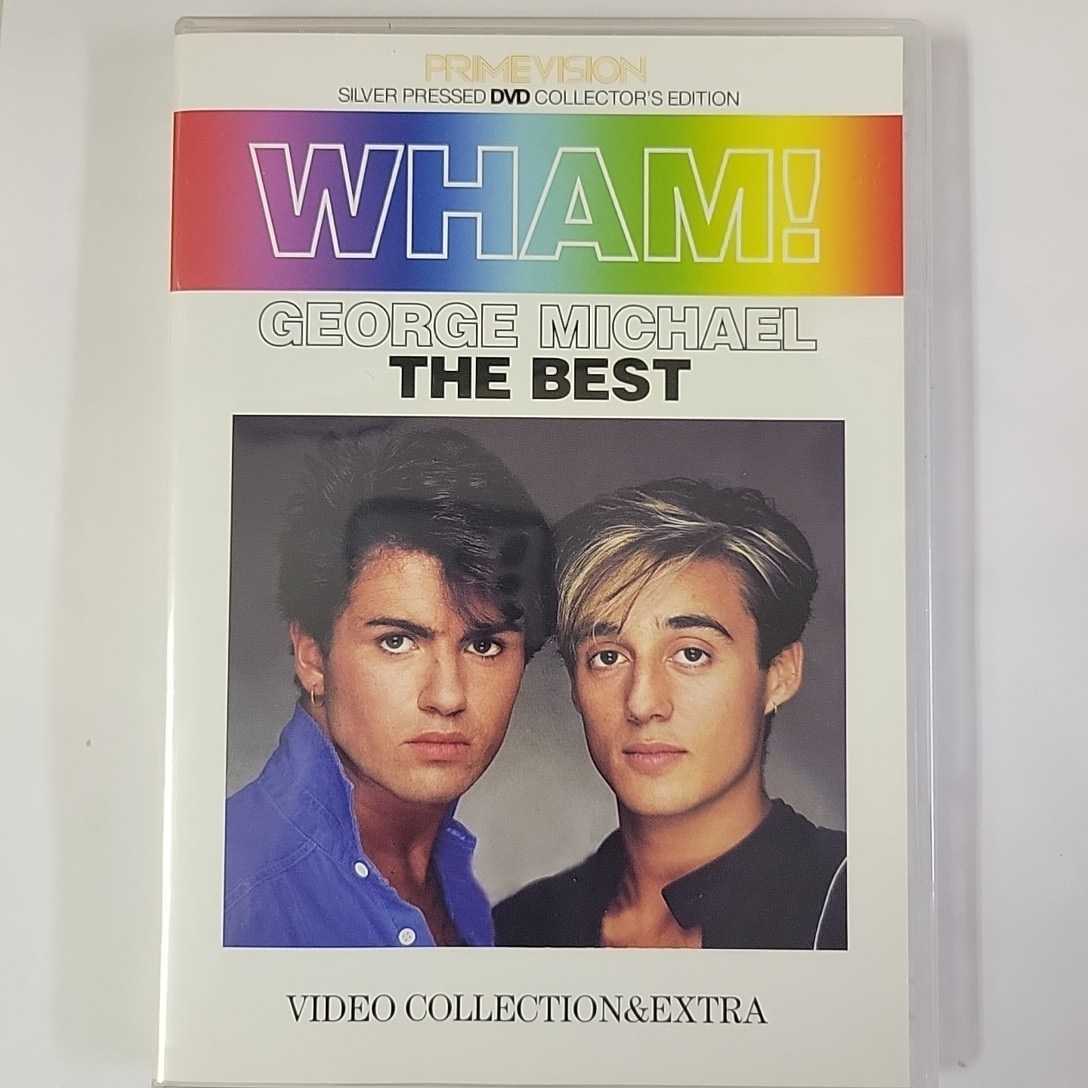 PRIMEVISION
SILVER PRESSED DVD COLLECTOR'S EDITION
WHAM!
GEORGE MICHAEL
THE BEST
VIDEO COLLECTION&EXTRA